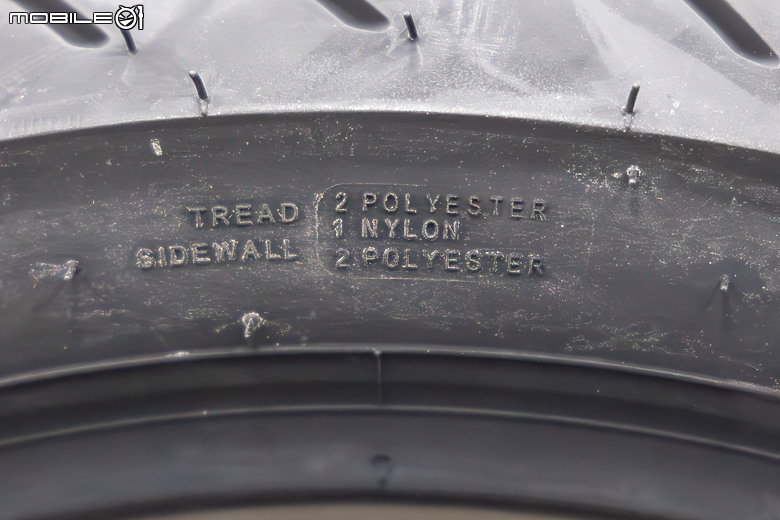 MOBILE01
TREAD
2 POLYESTER
1 NYLON
SIDEWALL
2 POLYESTER